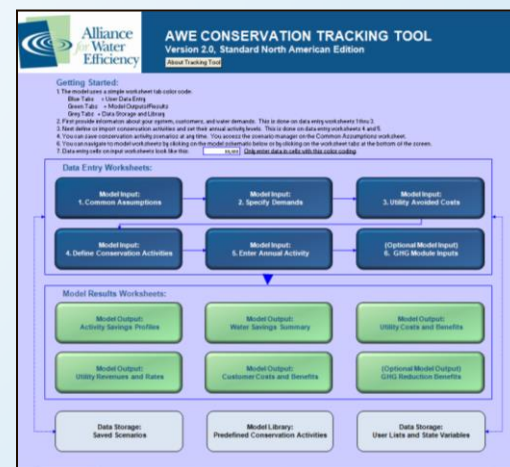 Alliance
for Water
Efficiency
AWE CONSERVATION TRACKING TOOL
Version 2.0, Standard North American Edition
About Tracking Tool
Getting Started:
1. The model uses a simple worksheet tab color code:
Blue Tabs = User Data Entry
Green Tabs = Model Outputs/Results
Grey Tabs = Data Storage and Library
2. First provide information about your system, customers, and water demands. This is done on data entry worksheets 1 thru 3.
3. Next define or import conservation activities and set their annual activity levels. This is done on data entry worksheets 4 and 5.
4. You can save conservation activity scenarios at any time. You access the scenario manager on the Common Assumptions worksheet.
6. You can navigate to model worksheets by clicking on the model schematic below or by clicking on the worksheet tabs at the bottom of the screen.
7. Data entry cells on input worksheets look like this: Only enter data in cells with this color coding.
Data Entry Worksheets:
Model Input:
1. Common Assumptions
Model Input:
2. Specify Demands
Model Input:
3. Utility Avoided Costs
Model Input:
4. Define Conservation Activities
Model Input:
5. Enter Annual Activity
(Optional Model Input)
6. GHG Module Inputs
Model Results Worksheets:
Model Output:
Activity Savings Profiles
Model Output:
Water Savings Summary
Model Output:
Utility Costs and Benefits
Model Output:
Utility Revenues and Rates
Model Output:
Customer Costs and Benefits
(Optional Model Output)
GHG Reduction Benefits
Data Storage:
Saved Scenarios
Model Library:
Predefined Conservation Activities
Data Storage:
User Lists and State Variables